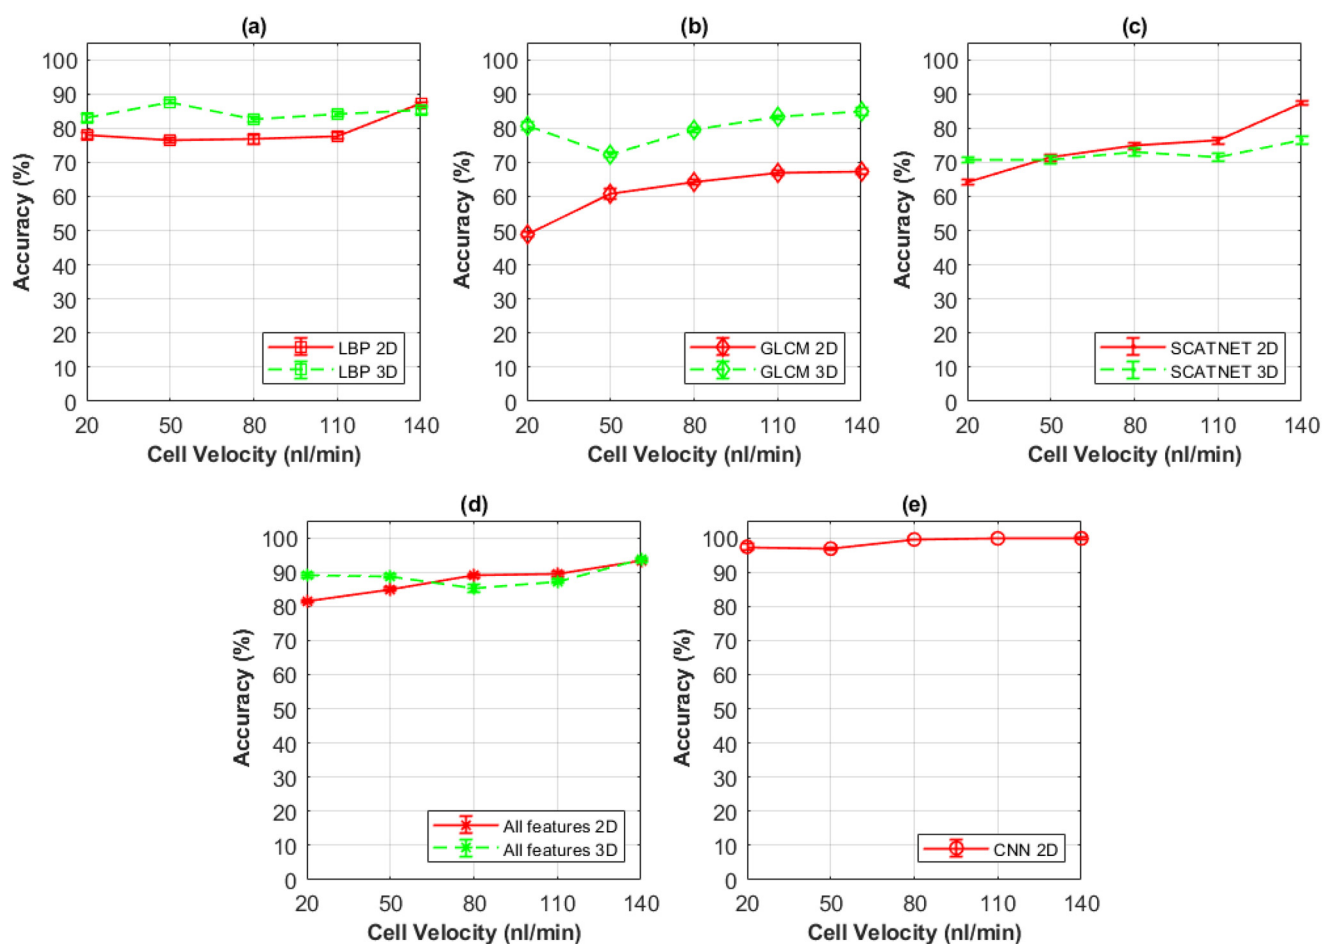 (a)
100
90
80
70
60
50
40
30
20
10
0
Accuracy (%)
LBP 2D
LBP 3D
20 50 80 110 140
Cell Velocity (nl/min)
(b)
100
90
80
70
60
50
40
30
20
10
0
Accuracy (%)
GLCM 2D
GLCM 3D
20 50 80 110 140
Cell Velocity (nl/min)
(c)
100
90
80
70
60
50
40
30
20
10
0
Accuracy (%)
SCATNET 2D
SCATNET 3D
20 50 80 110 140
Cell Velocity (nl/min)
(d)
100
90
80
70
60
50
40
30
20
10
0
Accuracy (%)
All features 2D
All features 3D
20 50 80 110 140
Cell Velocity (nl/min)
(e)
100
90
80
70
60
50
40
30
20
10
0
Accuracy (%)
CNN 2D
20 50 80 110 140
Cell Velocity (nl/min)